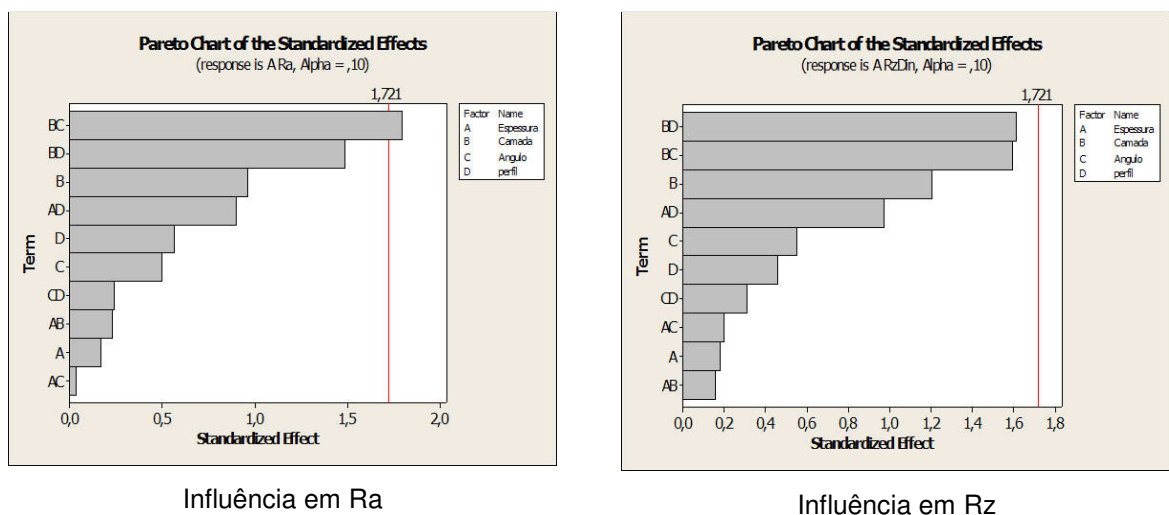 Pareto Chart of the Standardized Effects
(response is A Ra, Alpha = ,10)
1,721
Factor Name
A Espessura
B Camada
C Angulo
D perfil
Term
BC
BD
B
AD
D
C
CD
AB
A
AC
0,0 0,5 1,0 1,5 2,0
Standardized Effect
Influência em Ra
Pareto Chart of the Standardized Effects
(response is A RzDin, Alpha = ,10)
1,721
Factor Name
A Espessura
B Camada
C Angulo
D perfil
Term
BD
BC
B
AD
C
D
CD
AC
A
AB
0,0 0,2 0,4 0,6 0,8 1,0 1,2 1,4 1,6 1,8
Standardized Effect
Influência em Rz